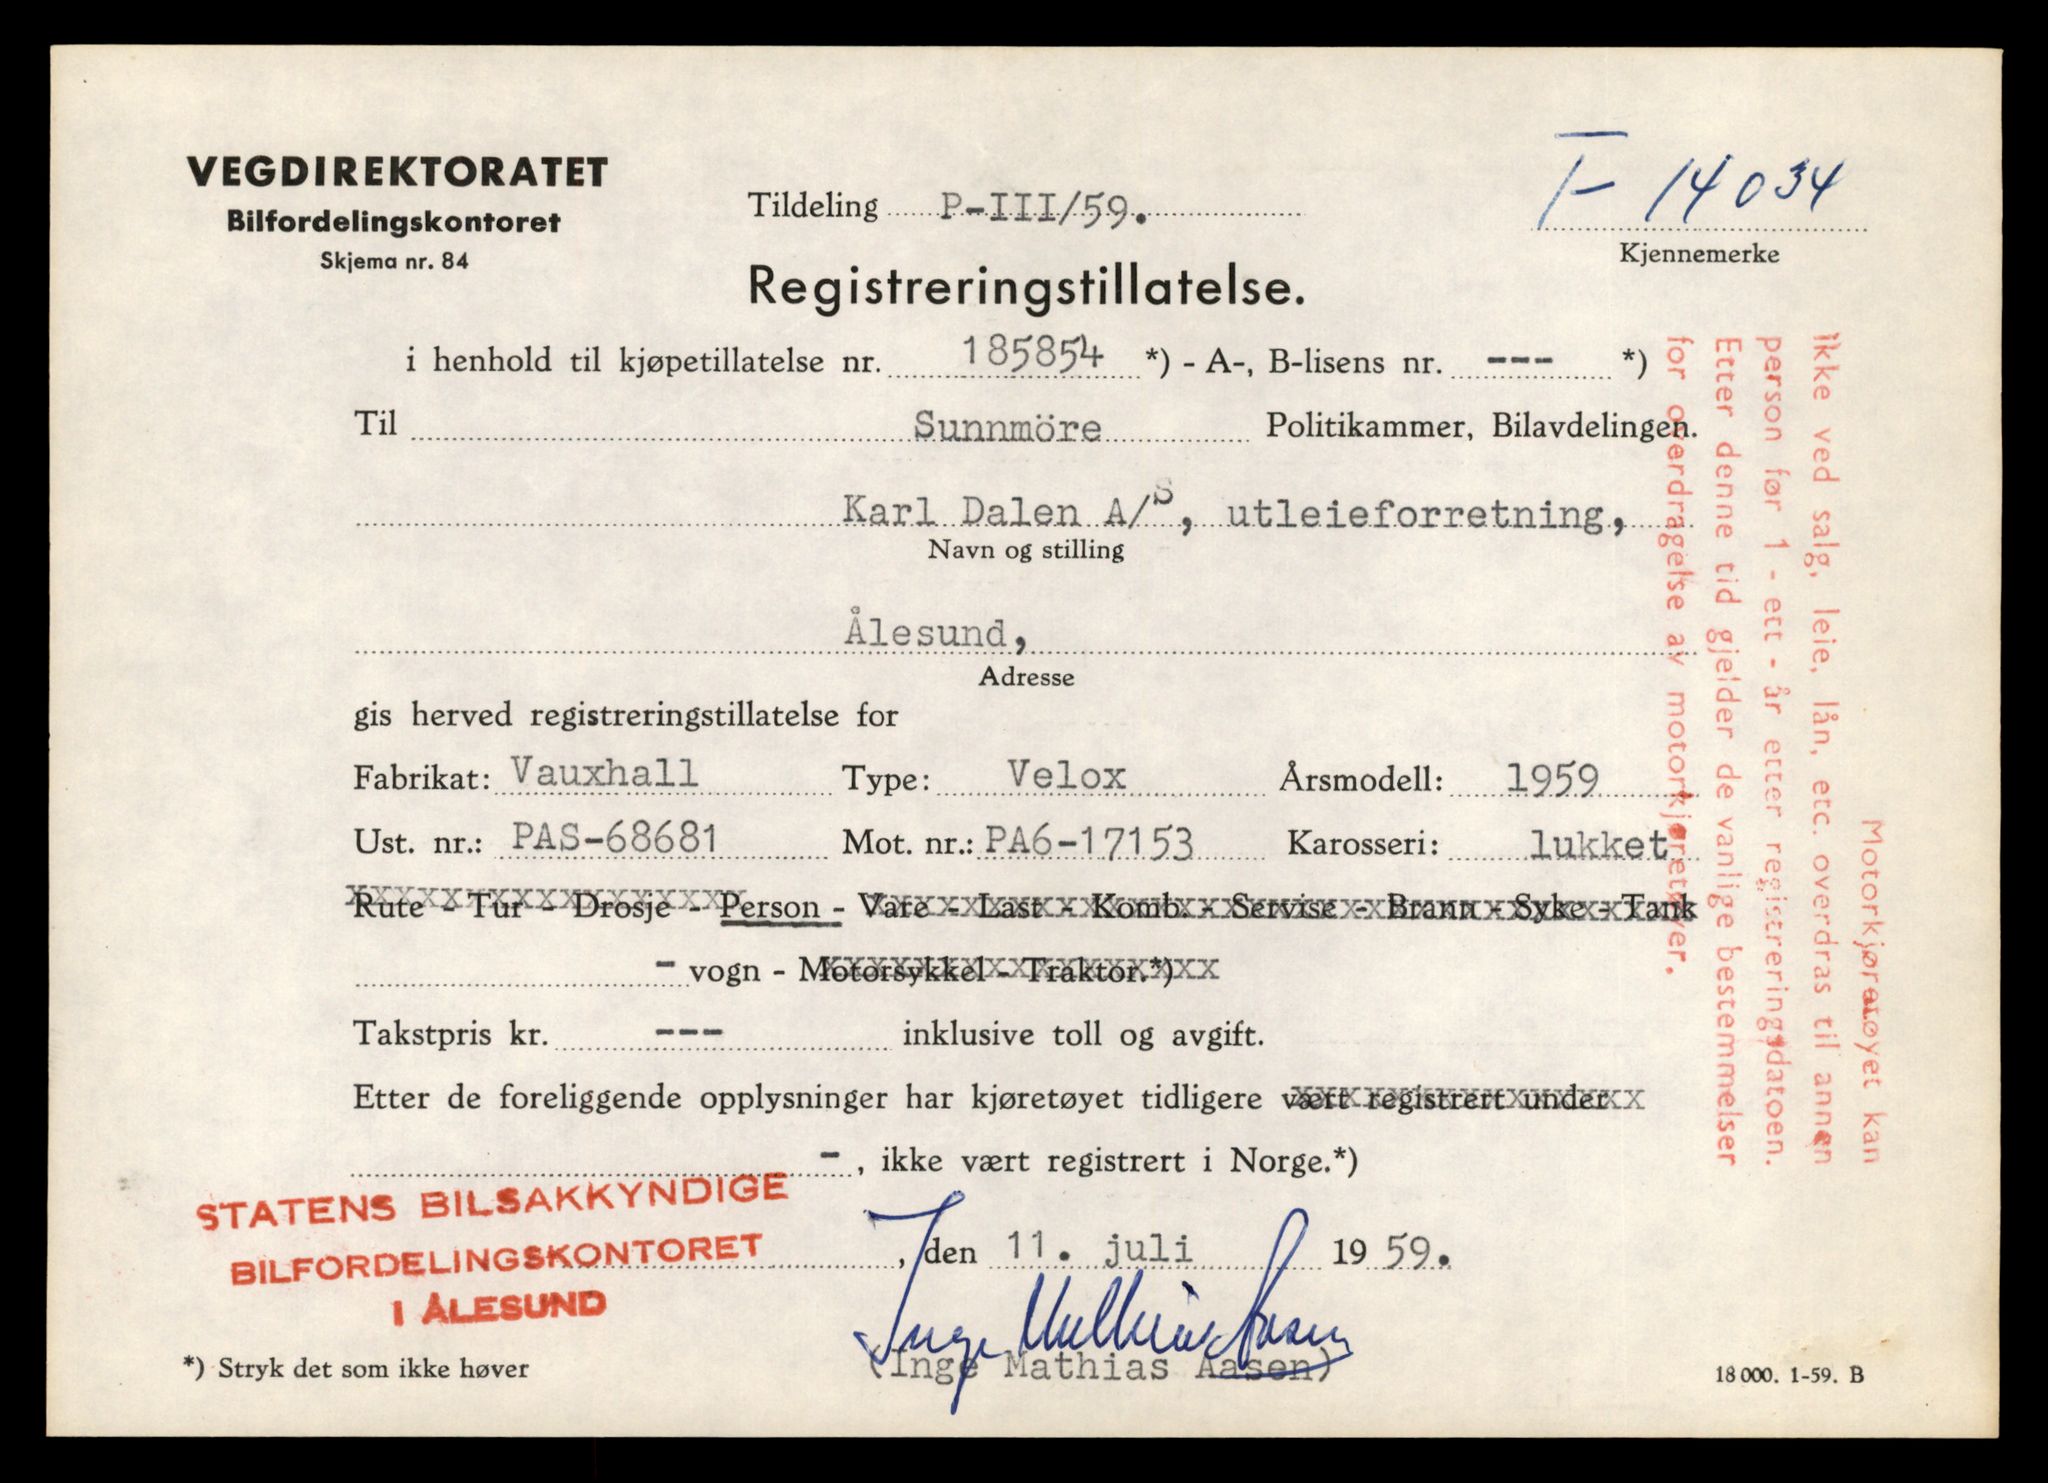 VEGDIREKTORATET
Bilfordelingskontoret
Skjema nr. 84
Tildeling P-III/59.
T- 14034
Kjennemerke
Registreringstillatelse.
i henhold til kjøpetillatelse nr. 185854 *) - A-, B-lisens nr. --- *)
Til Sunnmöre Politikammer, Bilavdelingen.
Karl Dalen A/S, utleieforretning,
Navn og stilling
Ålesund,
Adresse
gis herved registreringstillatelse for
Fabrikat: Vauxhall Type: Velox Årsmodell: 1959
Ust. nr.: PAS-68681 Mot. nr.: PA6-17153 Karosseri: lukket
Rute - Tur - Drosje - Person - Vare - Last - Komb. - Servise - Brann - Syke - Tank
- vogn - Motorsykkel - Traktor.*)
Takstpris kr. --- inklusive toll og avgift.
Etter de foreliggende opplysninger har kjøretøyet tidligere vært registrert under
-, ikke vært registrert i Norge.*)
STATENS BILSAKKYNDIGE
BILFORDELINGSKONTORET
I ÅLESUND
, den 11. juli 1959.
Inge Mathias Aasen
(Inge Mathias Aasen)
*) Stryk det som ikke høver
18 000. 1-59. B
Motorkjøretøyet kan
ikke ved salg, leie, lån, etc. overdras til annen
person før 1 - ett - år etter registreringsdatoen.
Etter denne tid gjelder de vanlige bestemmelser
for overdragelse av motorkjøretøyer.